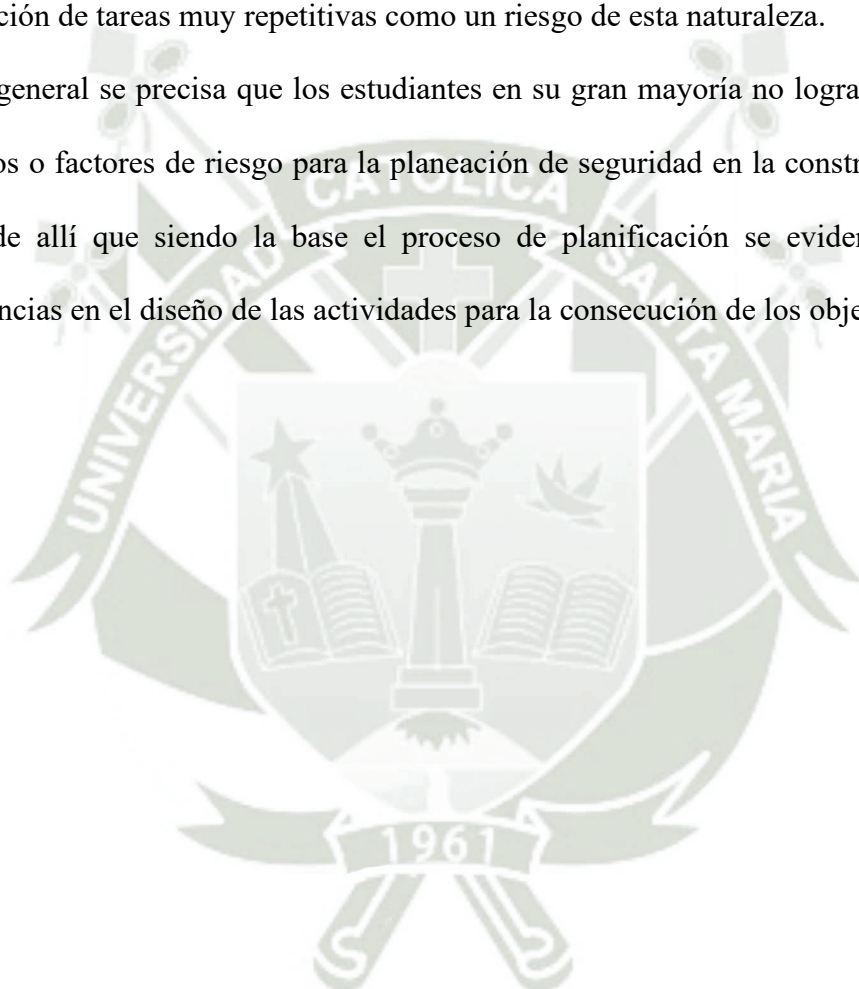 ción de tareas muy repetitivas como un riesgo de esta naturaleza.
general se precisa que los estudiantes en su gran mayoría no logra
os o factores de riesgo para la planeación de seguridad en la constr
de allí que siendo la base el proceso de planificación se eviden
ncias en el diseño de las actividades para la consecución de los obje
UNIVERSIDAD CATOLICA SANTA MARIA
1961